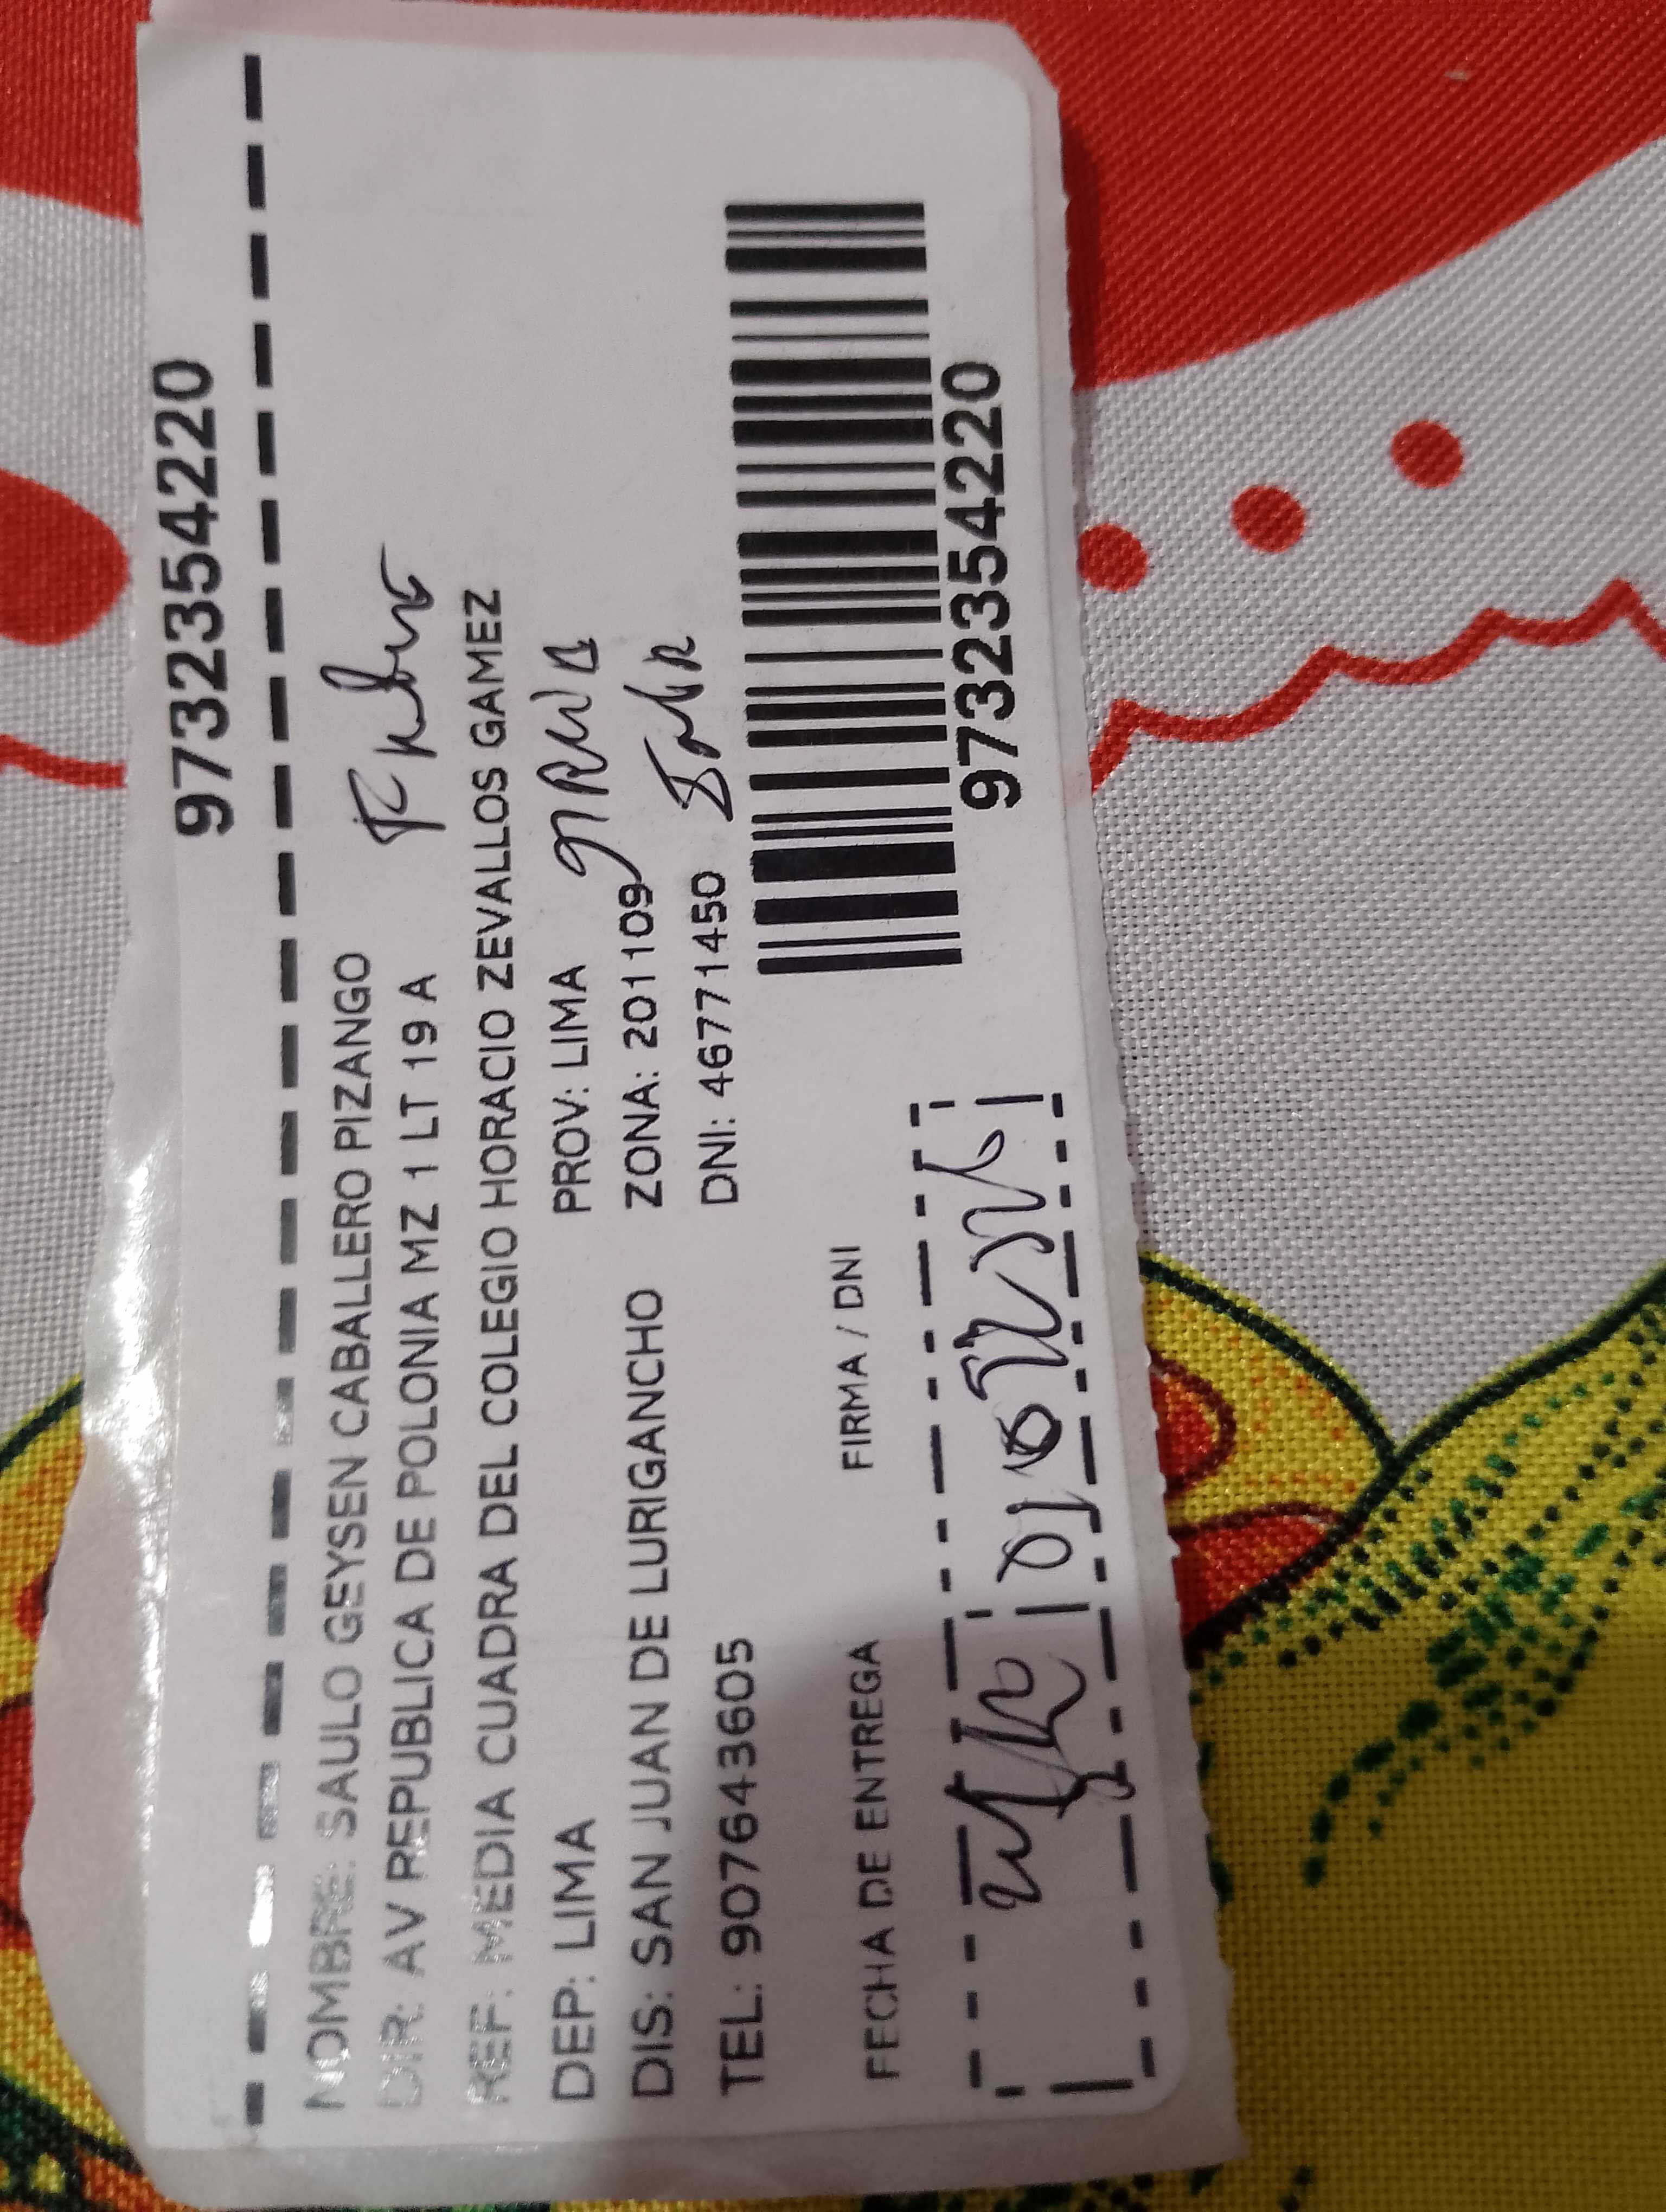 9732354220
NOMBRE: SAULO GEYSEN CABALLERO PIZANGO
DIR: AV REPUBLICA DE POLONIA MZ 1 LT 19 A
REF: MEDIA CUADRA DEL COLEGIO HORACIO ZEVALLOS GAMEZ
DEP: LIMA PROV: LIMA
DIS: SAN JUAN DE LURIGANCHO ZONA: 201109
TEL: 907643605 DNI: 46771450
FECHA DE ENTREGA FIRMA / DNI
9732354220